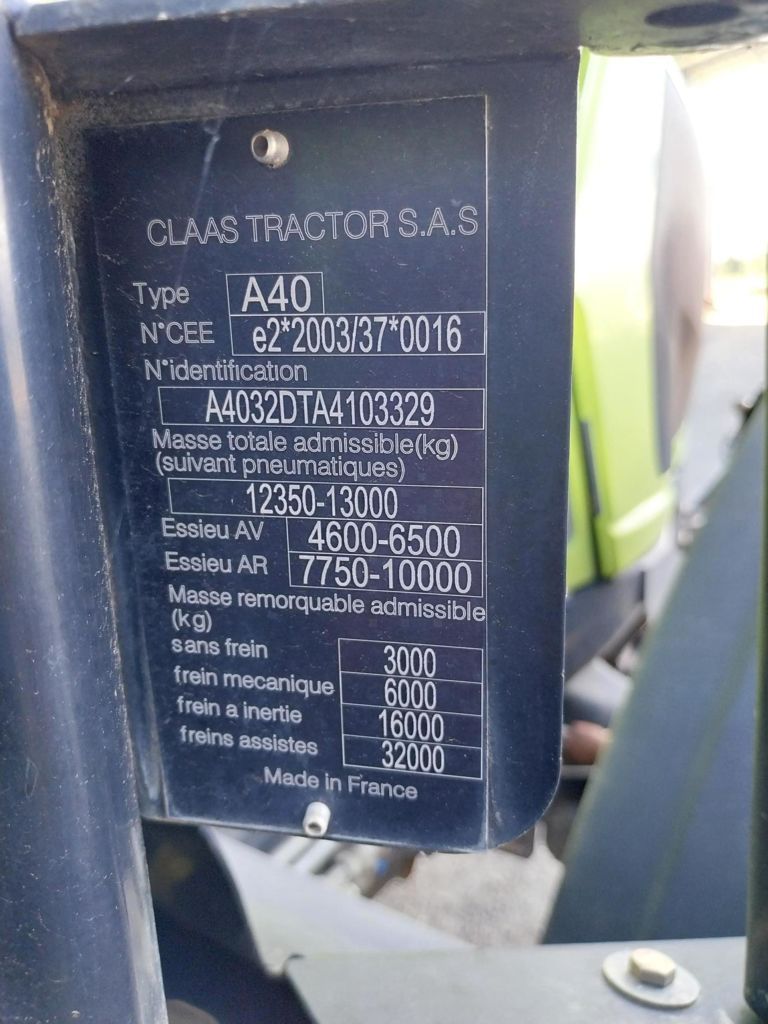 CLAAS TRACTOR S.A.S
Type A40
N°CEE e2*2003/37*0016
N°identification
A4032DTA4103329
Masse totale admissible(kg)
(suivant pneumatiques)
12350-13000
Essieu AV 4600-6500
Essieu AR 7750-10000
Masse remorquable admissible
(kg)
sans frein 3000
frein mecanique 6000
frein a inertie 16000
freins assistes 32000
Made in France